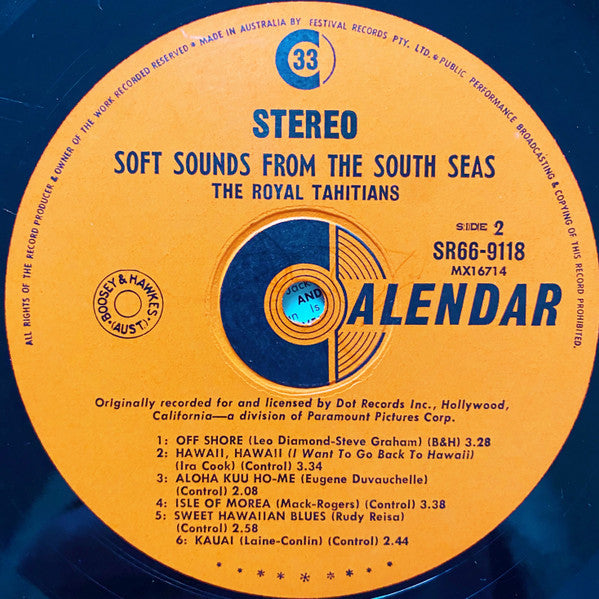 ALL RIGHTS OF THE RECORD PRODUCER & OWNER OF THE WORK RECORDED RESERVED * MADE IN AUSTRALIA BY FESTIVAL RECORDS PTY. LTD. * PUBLIC PERFORMANCE BROADCASTING & COPYING OF THIS RECORD PROHIBITED.
33
STEREO
SOFT SOUNDS FROM THE SOUTH SEAS
THE ROYAL TAHITIANS
SIDE 2
SR66-9118
MX16714
BOOSEY & HAWKES
(AUST)
CALENDAR
AND
Is
Originally recorded for and licensed by Dot Records Inc., Hollywood,
California—a division of Paramount Pictures Corp.
1: OFF SHORE (Leo Diamond-Steve Graham) (B&H) 3.28
2: HAWAII, HAWAII (I Want To Go Back To Hawaii)
(Ira Cook) (Control) 3.34
3: ALOHA KUU HO-ME (Eugene Duvauchelle)
(Control) 2.08
4: ISLE OF MOREA (Mack-Rogers) (Control) 3.38
5: SWEET HAWAIIAN BLUES (Rudy Reisa)
(Control) 2.58
6: KAUAI (Laine-Conlin) (Control) 2.44
* * * * * * * *